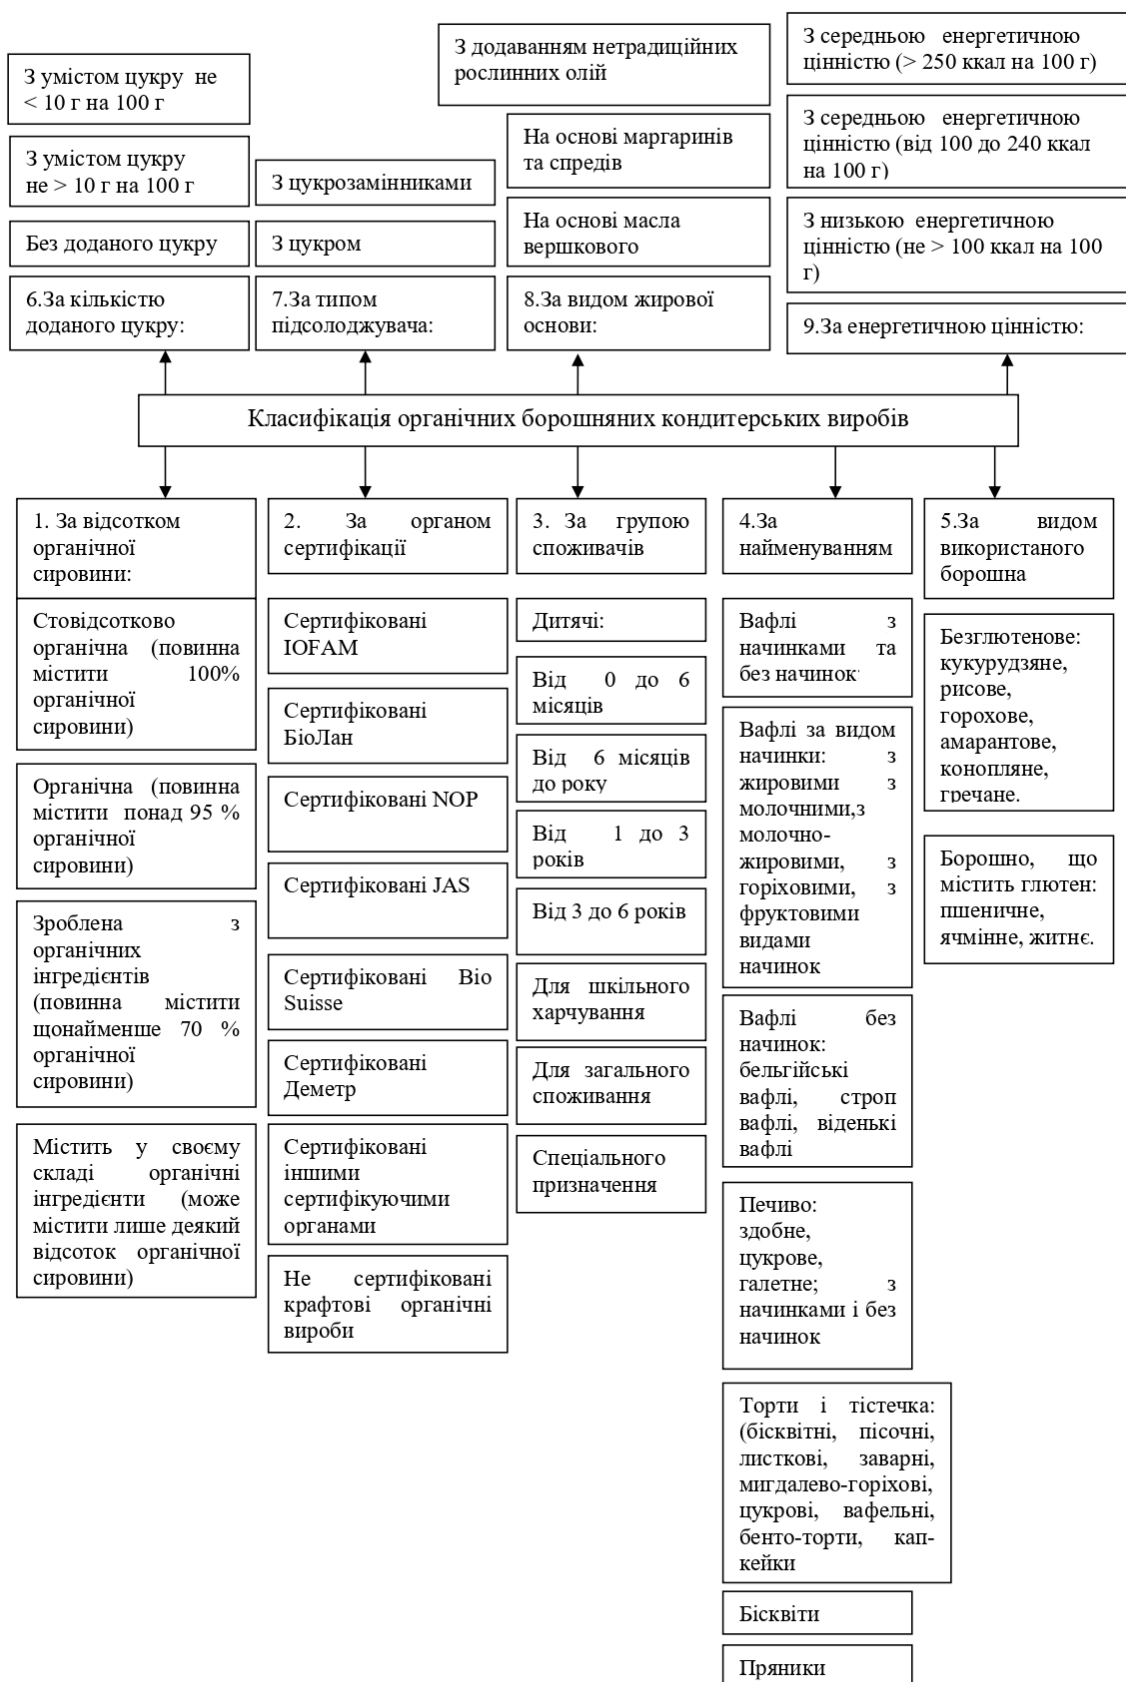 З умістом цукру не
< 10 г на 100 г
З умістом цукру
не > 10 г на 100 г
Без доданого цукру
6.За кількістю
доданого цукру:
З цукрозамінниками
З цукром
7.За типом
підсолоджувача:
З додаванням нетрадиційних
рослинних олій
На основі маргаринів
та спредів
На основі масла
вершкового
8.За видом жирової
основи:
З середньою енергетичною
цінністю (> 250 ккал на 100 г)
З середньою енергетичною
цінністю (від 100 до 240 ккал
на 100 г)
З низькою енергетичною
цінністю (не > 100 ккал на 100
г)
9.За енергетичною цінністю:
Класифікація органічних борошняних кондитерських виробів
1. За відсотком
органічної
сировини:
Стовідсотково
органічна (повинна
містити 100%
органічної
сировини)
Органічна (повинна
містити понад 95 %
органічної
сировини)
Зроблена з
органічних
інгредієнтів
(повинна містити
щонайменше 70 %
органічної
сировини)
Містить у своєму
складі органічні
інгредієнти (може
містити лише деякий
відсоток органічної
сировини)
2. За органом
сертифікації
Сертифіковані
IOFAM
Сертифіковані
БіоЛан
Сертифіковані NOP
Сертифіковані JAS
Сертифіковані Bio
Suisse
Сертифіковані
Деметр
Сертифіковані
іншими
сертифікуючими
органами
Не сертифіковані
крафтові органічні
вироби
3. За групою
споживачів
Дитячі:
Від 0 до 6
місяців
Від 6 місяців
до року
Від 1 до 3
років
Від 3 до 6 років
Для шкільного
харчування
Для загального
споживання
Спеціального
призначення
4.За
найменуванням
Вафлі з
начинками та
без начинок
Вафлі за видом
начинки: з
жировими з
молочними,з
молочно-
жировими, з
горіховими, з
фруктовими
видами
начинок
Вафлі без
начинок:
бельгійські
вафлі, строп
вафлі, віденькі
вафлі
Печиво:
здобне,
цукрове,
галетне; з
начинками і без
начинок
Торти і тістечка:
(бісквітні, пісочні,
листкові, заварні,
мигдалево-горіхові,
цукрові, вафельні,
бенто-торти, кап-
кейки
Бісквіти
Пряники
5.За видом
використаного
борошна
Безглютенове:
кукурудзяне,
рисове,
горохове,
амарантове,
конопляне,
гречане.
Борошно, що
містить глютен:
пшеничне,
ячмінне, житнє.